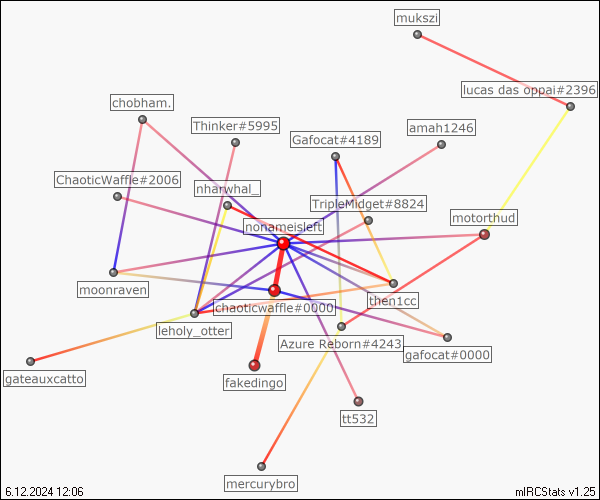 mukszi
lucas das oppai#2396
chobham.
Thinker#5995
amah1246
Gafocat#4189
ChaoticWaffle#2006
nharwhal_
TripleMidget#8824
motorthud
nonameisleft
moonraven
then1cc
chaoticwaffle#0000
leholy_otter
Azure Reborn#4243
gafocat#0000
gateauxcatto
fakedingo
tt532
mercurybro
6.12.2024 12:06
mIRCStats v1.25